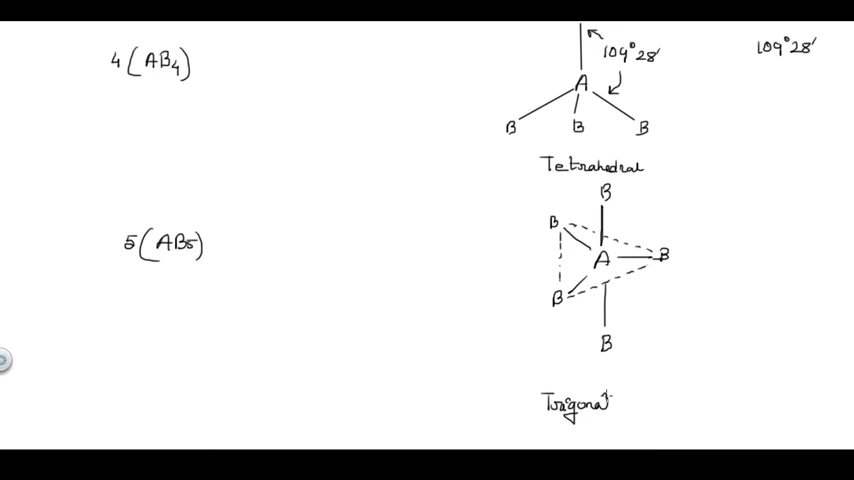 4 (AB₄)
109°28'
109°28'
A
B B B
Tetrahedral
5 (AB5)
B
B
A B
B
B
Trigonal